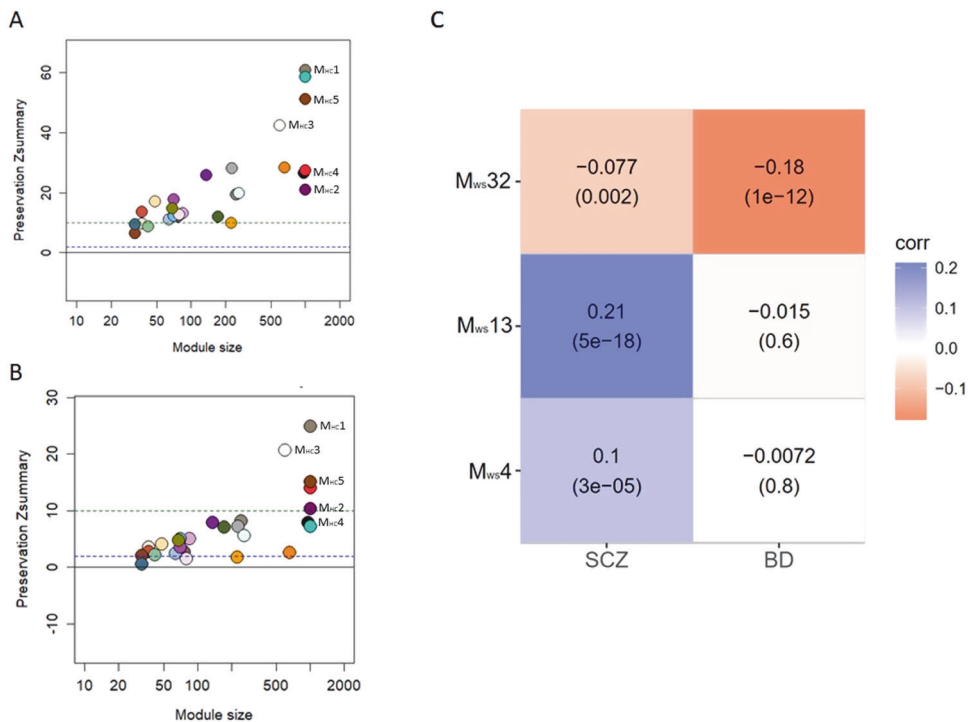 A
Preservation Zsummary
60
40
20
0
MHC1
MHC5
MHC3
MHC4
MHC2
10 20 50 100 200 500 2000
Module size
B
Preservation Zsummary
30
20
10
0
-10
MHC1
MHC3
MHC5
MHC2
MHC4
10 20 50 100 500 2000
Module size
C
Mws32
−0.077
(0.002)
−0.18
(1e−12)
Mws13
0.21
(5e−18)
−0.015
(0.6)
Mws4
0.1
(3e−05)
−0.0072
(0.8)
SCZ BD
corr
0.2
0.1
0.0
−0.1